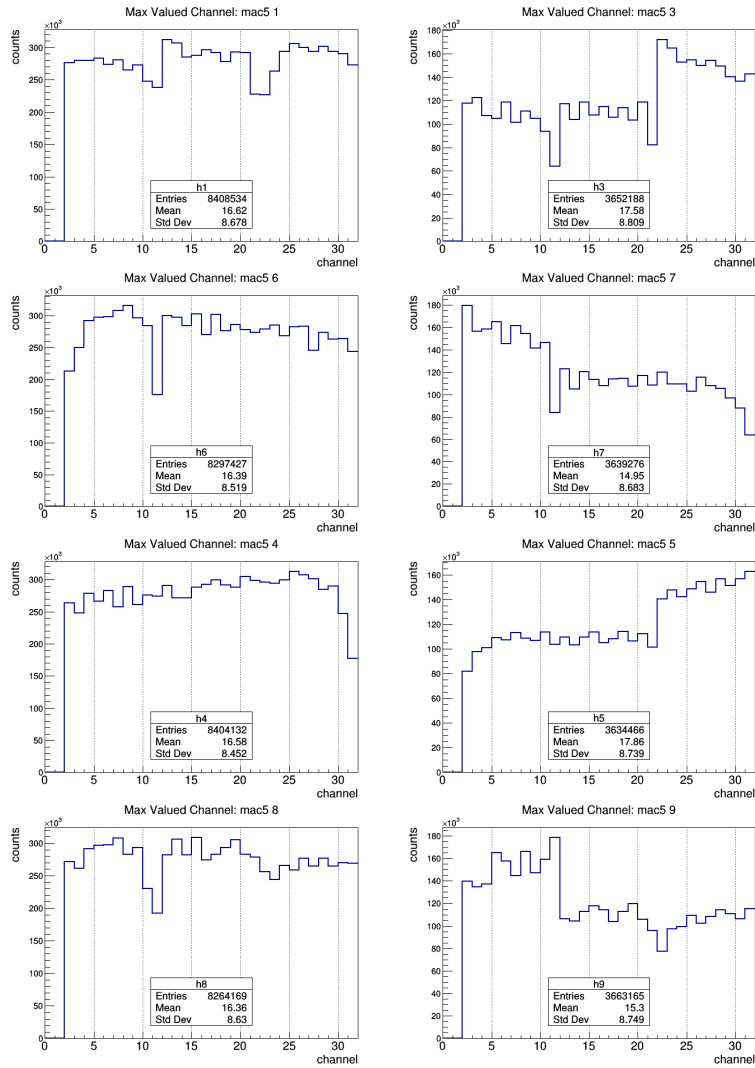 Max Valued Channel: mac5 1
counts
×10³
300
250
200
150
100
50
0
h1
Entries 8408534
Mean 16.62
Std Dev 8.678
0 5 10 15 20 25 30
channel
Max Valued Channel: mac5 3
counts
×10³
180
160
140
120
100
80
60
40
20
0
h3
Entries 3652188
Mean 17.58
Std Dev 8.809
0 5 10 15 20 25 30
channel
Max Valued Channel: mac5 6
counts
×10³
300
250
200
150
100
50
0
h6
Entries 8297427
Mean 16.39
Std Dev 8.519
0 5 10 15 20 25 30
channel
Max Valued Channel: mac5 7
counts
×10³
180
160
140
120
100
80
60
40
20
0
h7
Entries 3639276
Mean 14.95
Std Dev 8.683
0 5 10 15 20 25 30
channel
Max Valued Channel: mac5 4
counts
×10³
300
250
200
150
100
50
0
h4
Entries 8404132
Mean 16.58
Std Dev 8.452
0 5 10 15 20 25 30
channel
Max Valued Channel: mac5 5
counts
×10³
160
140
120
100
80
60
40
20
0
h5
Entries 3634466
Mean 17.86
Std Dev 8.739
0 5 10 15 20 25 30
channel
Max Valued Channel: mac5 8
counts
×10³
300
250
200
150
100
50
0
h8
Entries 8264169
Mean 16.36
Std Dev 8.63
0 5 10 15 20 25 30
channel
Max Valued Channel: mac5 9
counts
×10³
180
160
140
120
100
80
60
40
20
0
h9
Entries 3663165
Mean 15.3
Std Dev 8.749
0 5 10 15 20 25 30
channel